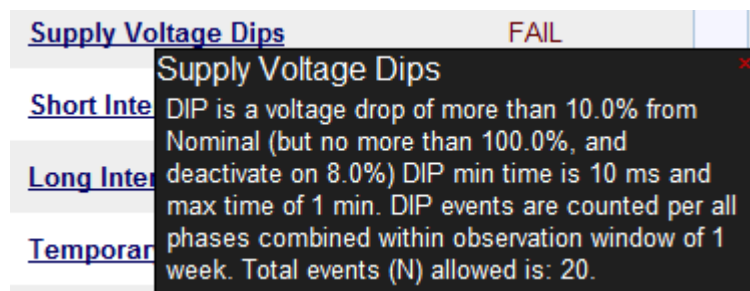 Supply Voltage Dips FAIL
Supply Voltage Dips
Short Inte
DIP is a voltage drop of more than 10.0% from
Nominal (but no more than 100.0%, and
Long Inter
deactivate on 8.0%) DIP min time is 10 ms and
max time of 1 min. DIP events are counted per all
Temporar
phases combined within observation window of 1
week. Total events (N) allowed is: 20.